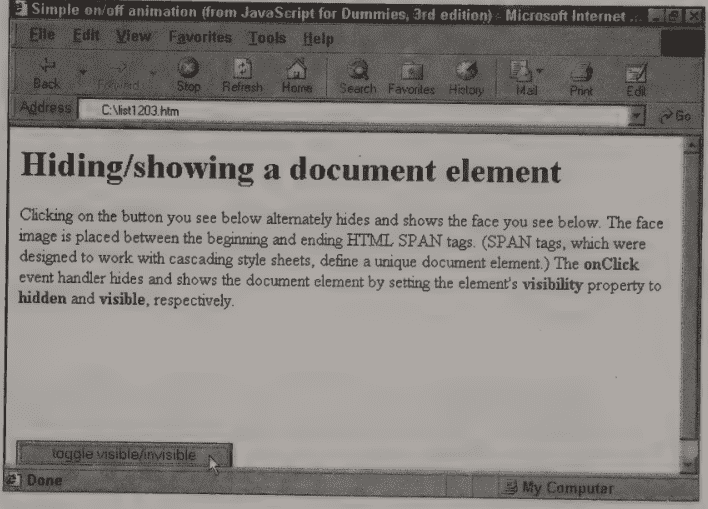 Simple on/off animation (from JavaScript for Dummies, 3rd edition) - Microsoft Internet ...
File Edit View Favorites Tools Help
Back Forward Stop Refresh Home Search Favorites History Mail Print Edit
Address C:\list1203.htm Go
Hiding/showing a document element
Clicking on the button you see below alternately hides and shows the face you see below. The face
image is placed between the beginning and ending HTML SPAN tags. (SPAN tags, which were
designed to work with cascading style sheets, define a unique document element.) The onClick
event handler hides and shows the document element by setting the element's visibility property to
hidden and visible, respectively.
toggle visible/invisible
Done My Computer